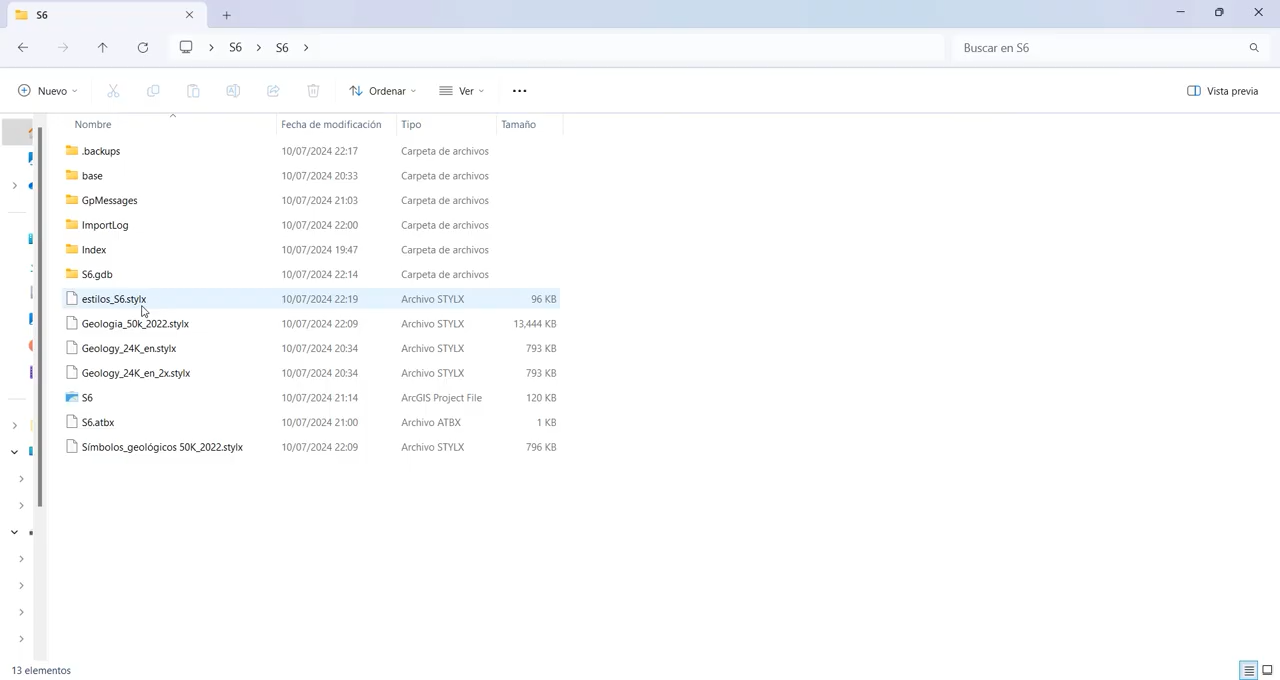 S6
S6 S6
Buscar en S6
Nuevo
Ordenar
Ver
Vista previa
Nombre Fecha de modificación Tipo Tamaño
.backups 10/07/2024 22:17 Carpeta de archivos
base 10/07/2024 20:33 Carpeta de archivos
GpMessages 10/07/2024 21:03 Carpeta de archivos
ImportLog 10/07/2024 22:00 Carpeta de archivos
Index 10/07/2024 19:47 Carpeta de archivos
S6.gdb 10/07/2024 22:14 Carpeta de archivos
estilos_S6.stylx 10/07/2024 22:19 Archivo STYLX 96 KB
Geologia_50k_2022.stylx 10/07/2024 22:09 Archivo STYLX 13,444 KB
Geology_24K_en.stylx 10/07/2024 20:34 Archivo STYLX 793 KB
Geology_24K_en_2x.stylx 10/07/2024 20:34 Archivo STYLX 793 KB
S6 10/07/2024 21:14 ArcGIS Project File 120 KB
S6.atbx 10/07/2024 21:00 Archivo ATBX 1 KB
Símbolos_geológicos 50K_2022.stylx 10/07/2024 22:09 Archivo STYLX 796 KB
13 elementos